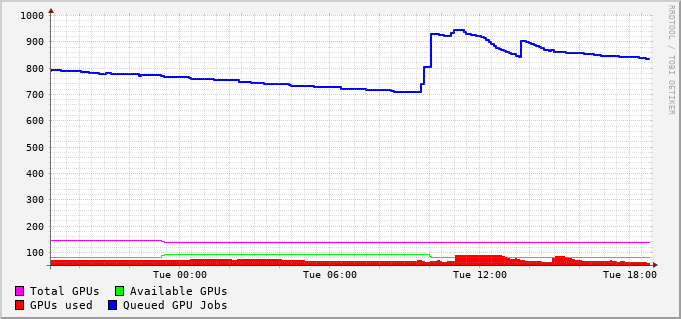 1000
900
800
700
600
500
400
300
200
100
Tue 00:00 Tue 06:00 Tue 12:00 Tue 18:00
Total GPUs Available GPUs
GPUs used Queued GPU Jobs
RRDTOOL / TOBI OETIKER